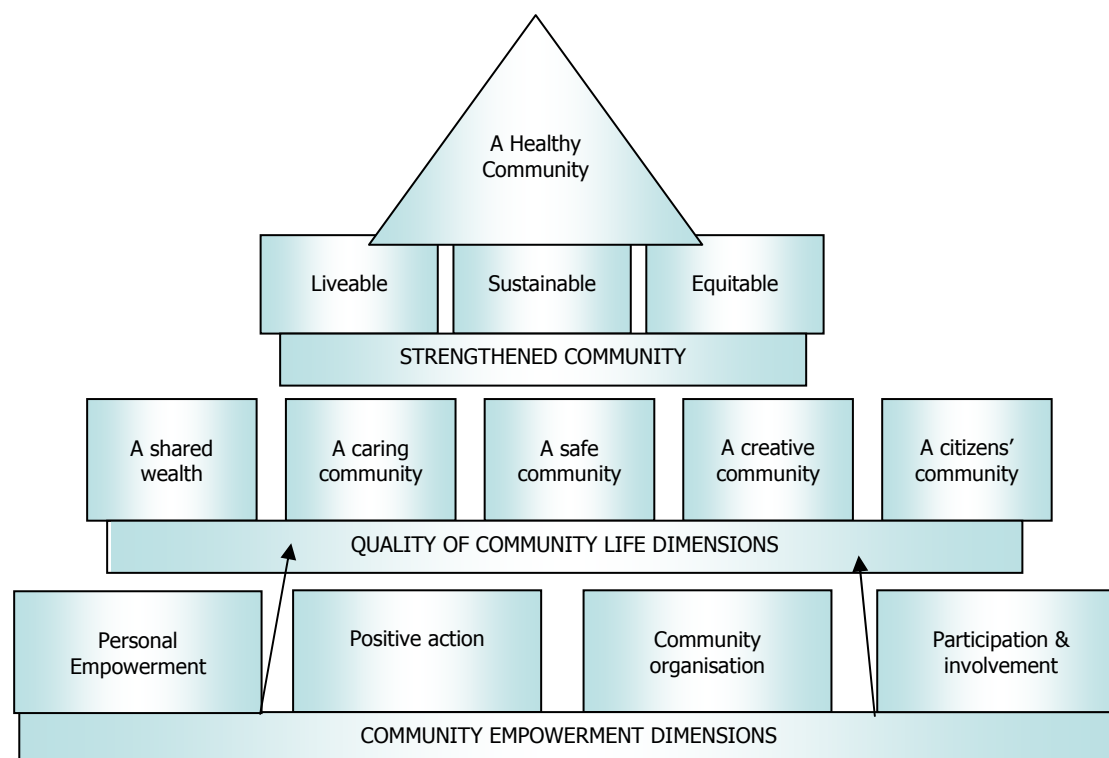 A Healthy
Community
Liveable
Sustainable
Equitable
STRENGTHENED COMMUNITY
A shared
wealth
A caring
community
A safe
community
A creative
community
A citizens’
community
QUALITY OF COMMUNITY LIFE DIMENSIONS
Personal
Empowerment
Positive action
Community
organisation
Participation &
involvement
COMMUNITY EMPOWERMENT DIMENSIONS